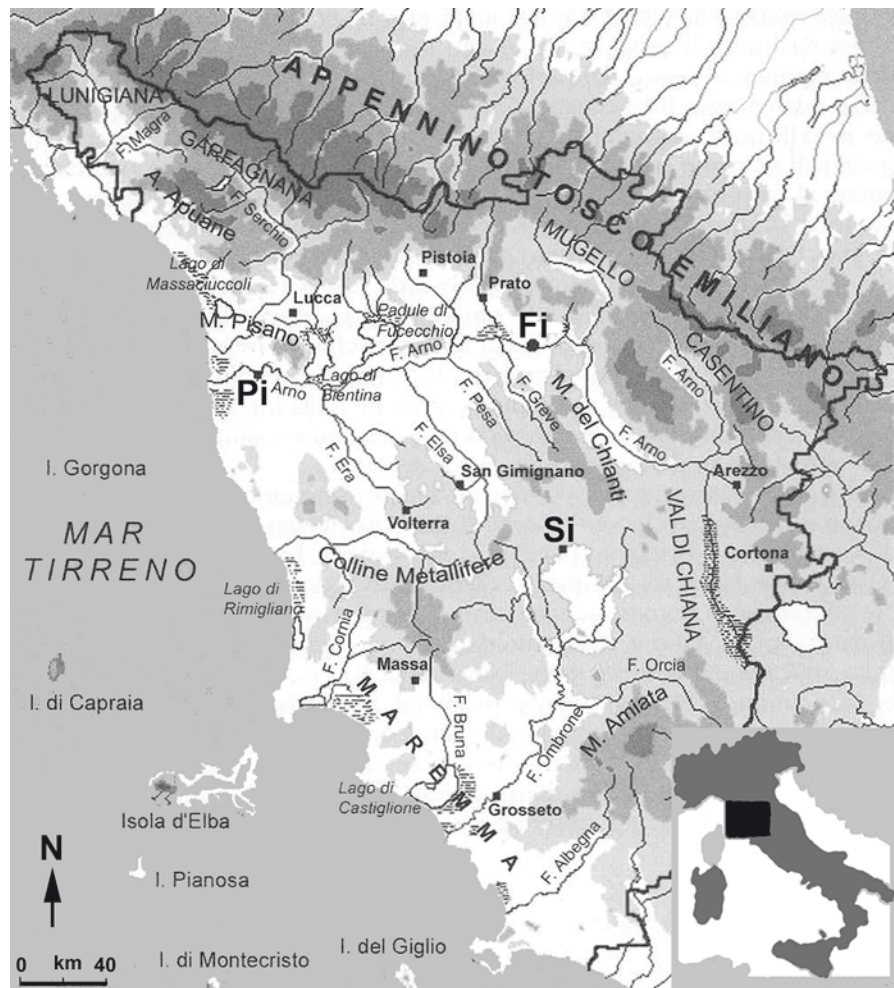 APPENNINO TOSCO EMILIANO
LUNIGIANA
F. Magra
GARFAGNANA
A. Apuane
F. Serchio
MUGELLO
Pistoia
Lago di
Massaciuccoli
Prato
Lucca
Padule di
Fucecchio
M. Pisano
Fi
CASENTINO
F. Arno
F. Arno
Pi
Arno
Lago di
Bientina
F. Pesa
F. Greve
M. del Chianti
F. Arno
F. Elsa
F. Era
I. Gorgona
San Gimignano
Arezzo
Volterra
VAL DI CHIANA
MAR
TIRRENO
Si
Cortona
Colline Metallifere
Lago di
Rimigliano
F. Cornia
Massa
F. Orcia
I. di Capraia
MAREMMA
F. Bruna
F. Ombrone
M. Amiata
Lago di
Castiglione
Grosseto
Isola d'Elba
F. Albegna
N
I. Pianosa
I. del Giglio
I. di Montecristo
0 km 40